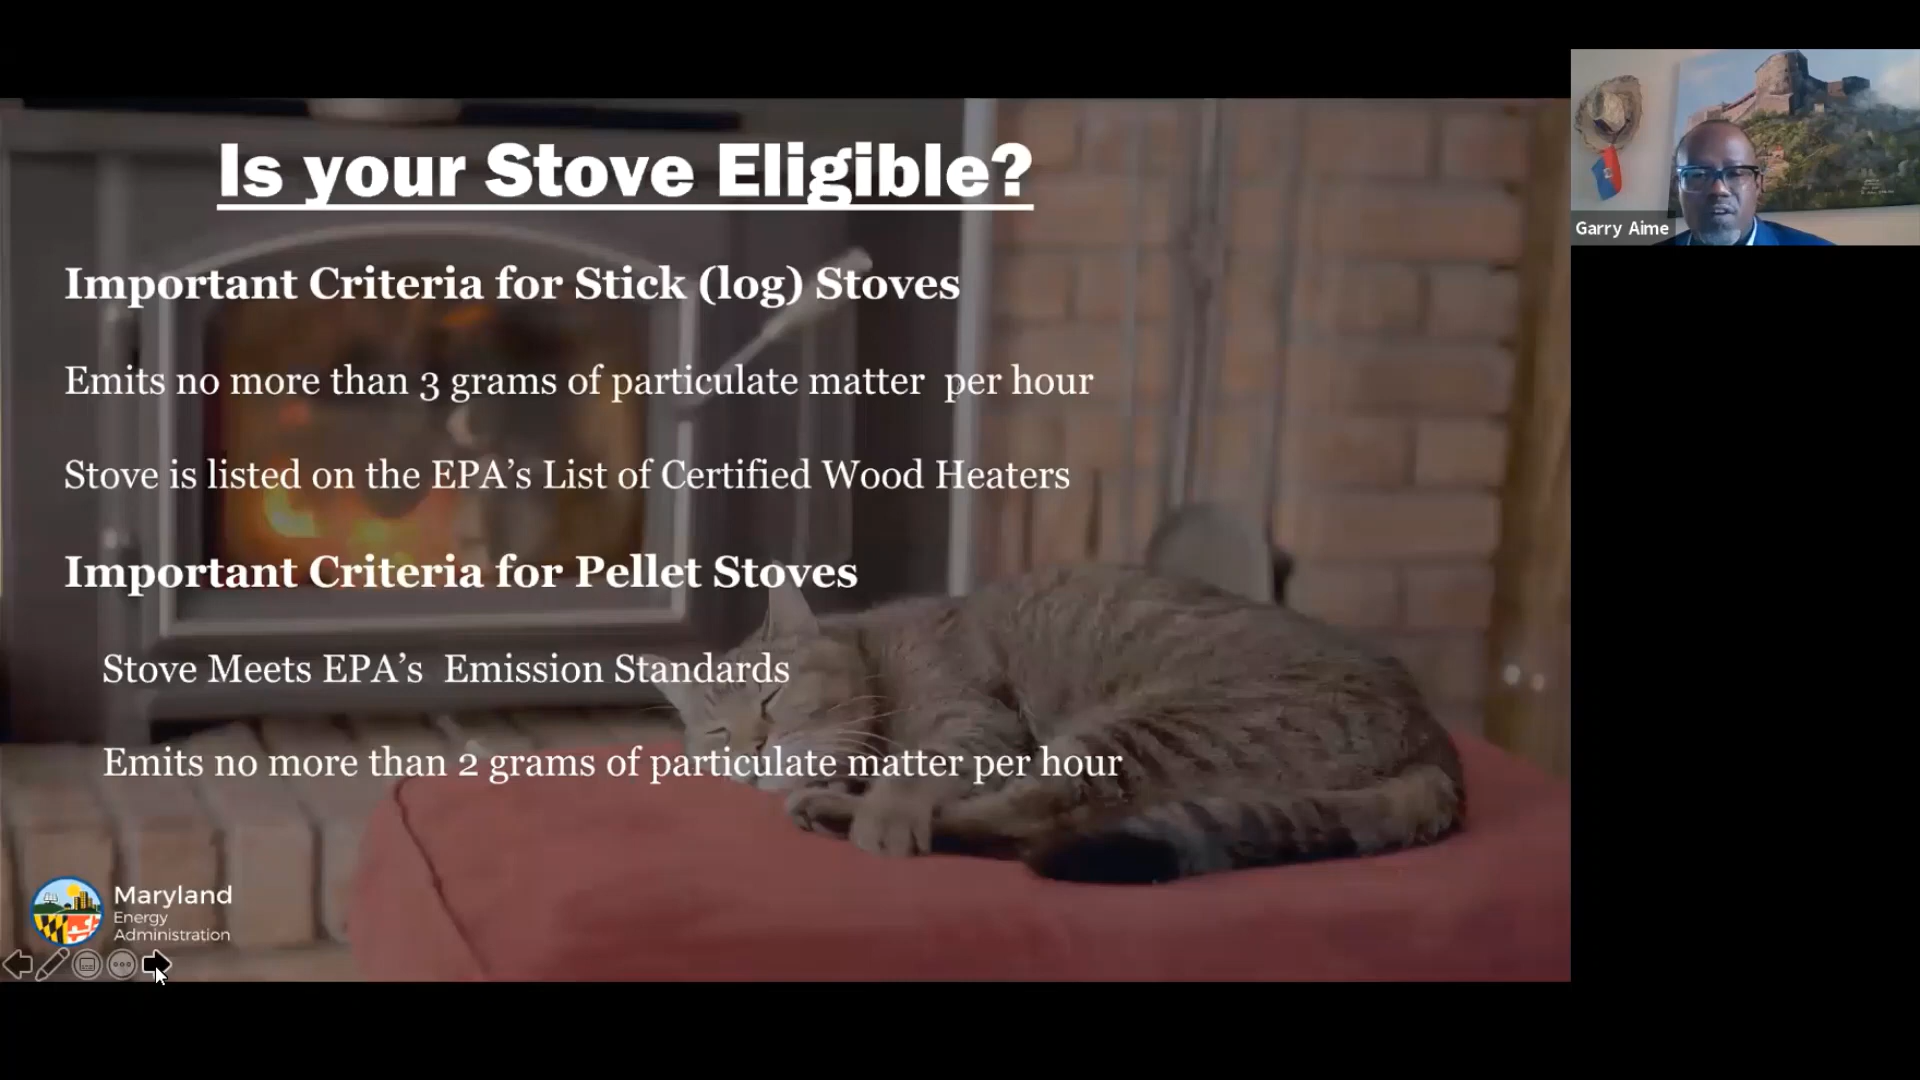 Is your Stove Eligible?
Important Criteria for Stick (log) Stoves
Emits no more than 3 grams of particulate matter  per hour
Stove is listed on the EPA’s List of Certified Wood Heaters
Important Criteria for Pellet Stoves
Stove Meets EPA’s  Emission Standards
Emits no more than 2 grams of particulate matter per hour
Maryland
Energy
Administration
Garry Aime